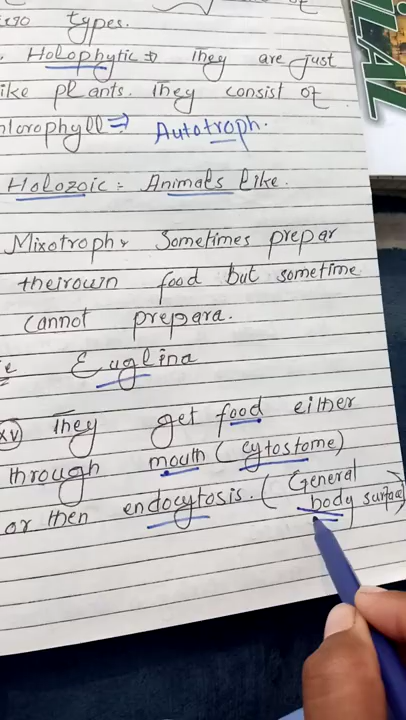 types.
Holophytic ⇒ They are just
like plants. They consist of
chlorophyll ⇒ Autotroph.
Holozoic = Animals like.
Mixotroph, Sometimes prepar
theirown food but sometime
cannot prepara.
Euglina
xv) They get food either
through mouth ( cytostome)
or then endocytosis. ( General
body surface)
ILAL